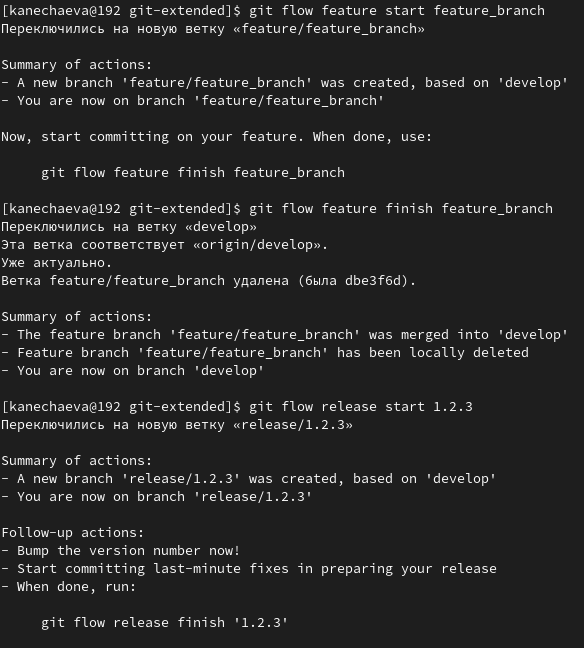 [kanechaeva@192 git-extended]$ git flow feature start feature_branch
Переключились на новую ветку «feature/feature_branch»
Summary of actions:
- A new branch 'feature/feature_branch' was created, based on 'develop'
- You are now on branch 'feature/feature_branch'
Now, start committing on your feature. When done, use:
git flow feature finish feature_branch
[kanechaeva@192 git-extended]$ git flow feature finish feature_branch
Переключились на ветку «develop»
Эта ветка соответствует «origin/develop».
Уже актуально.
Ветка feature/feature_branch удалена (была dbe3f6d).
Summary of actions:
- The feature branch 'feature/feature_branch' was merged into 'develop'
- Feature branch 'feature/feature_branch' has been locally deleted
- You are now on branch 'develop'
[kanechaeva@192 git-extended]$ git flow release start 1.2.3
Переключились на новую ветку «release/1.2.3»
Summary of actions:
- A new branch 'release/1.2.3' was created, based on 'develop'
- You are now on branch 'release/1.2.3'
Follow-up actions:
- Bump the version number now!
- Start committing last-minute fixes in preparing your release
- When done, run:
git flow release finish '1.2.3'